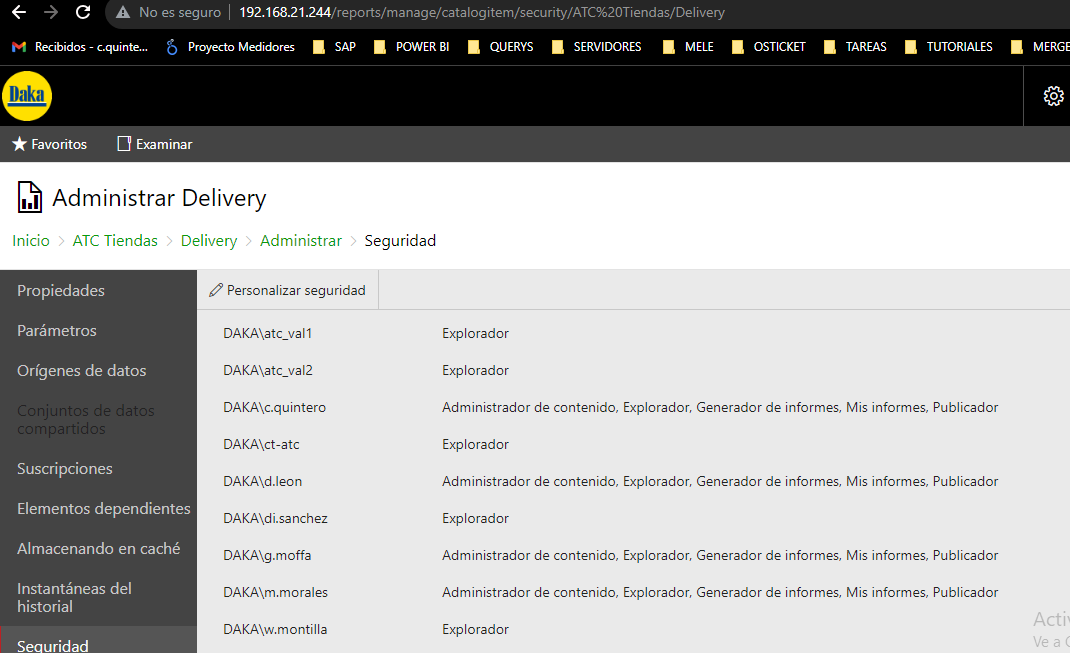 No es seguro 192.168.21.244/reports/manage/catalogitem/security/ATC%20Tiendas/Delivery
Recibidos - c.quinte... Proyecto Medidores SAP POWER BI QUERYS SERVIDORES MELE OSTICKET TAREAS TUTORIALES MERGE
Daka
Favoritos Examinar
Administrar Delivery
Inicio > ATC Tiendas > Delivery > Administrar > Seguridad
Propiedades
Parámetros
Orígenes de datos
Conjuntos de datos
compartidos
Suscripciones
Elementos dependientes
Almacenando en caché
Instantáneas del
historial
Seguridad
Personalizar seguridad
DAKA\atc_val1 Explorador
DAKA\atc_val2 Explorador
DAKA\c.quintero Administrador de contenido, Explorador, Generador de informes, Mis informes, Publicador
DAKA\ct-atc Explorador
DAKA\d.leon Administrador de contenido, Explorador, Generador de informes, Mis informes, Publicador
DAKA\di.sanchez Explorador
DAKA\g.moffa Administrador de contenido, Explorador, Generador de informes, Mis informes, Publicador
DAKA\m.morales Administrador de contenido, Explorador, Generador de informes, Mis informes, Publicador
DAKA\w.montilla Explorador
Activ
Ve a C